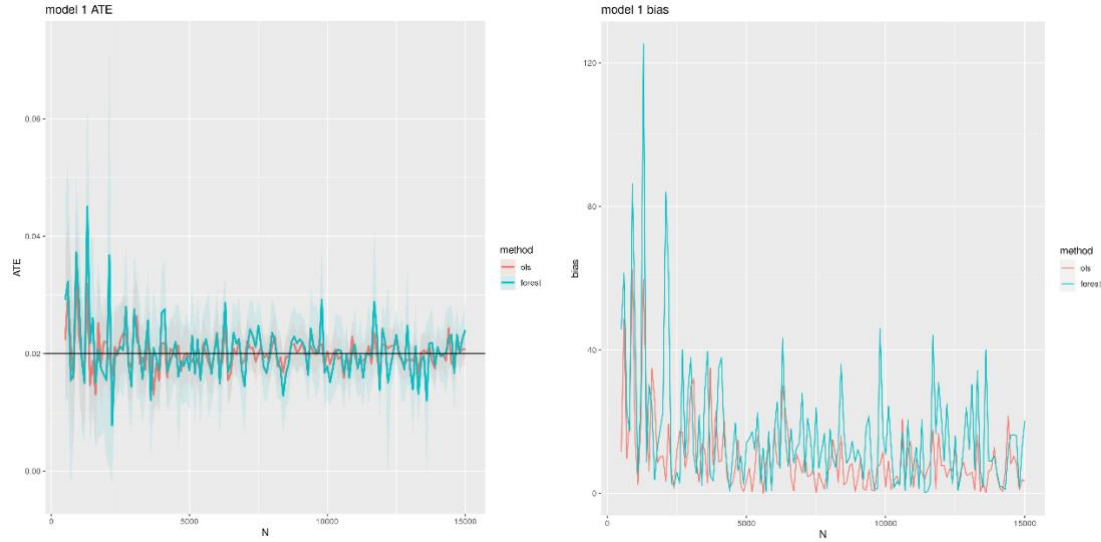 model 1 ATE
0.06
0.04
0.02
0.00
ATE
0
5000
10000
15000
N
method
ols
forest
model 1 bias
120
80
40
0
bias
0
5000
10000
15000
N
method
ols
forest